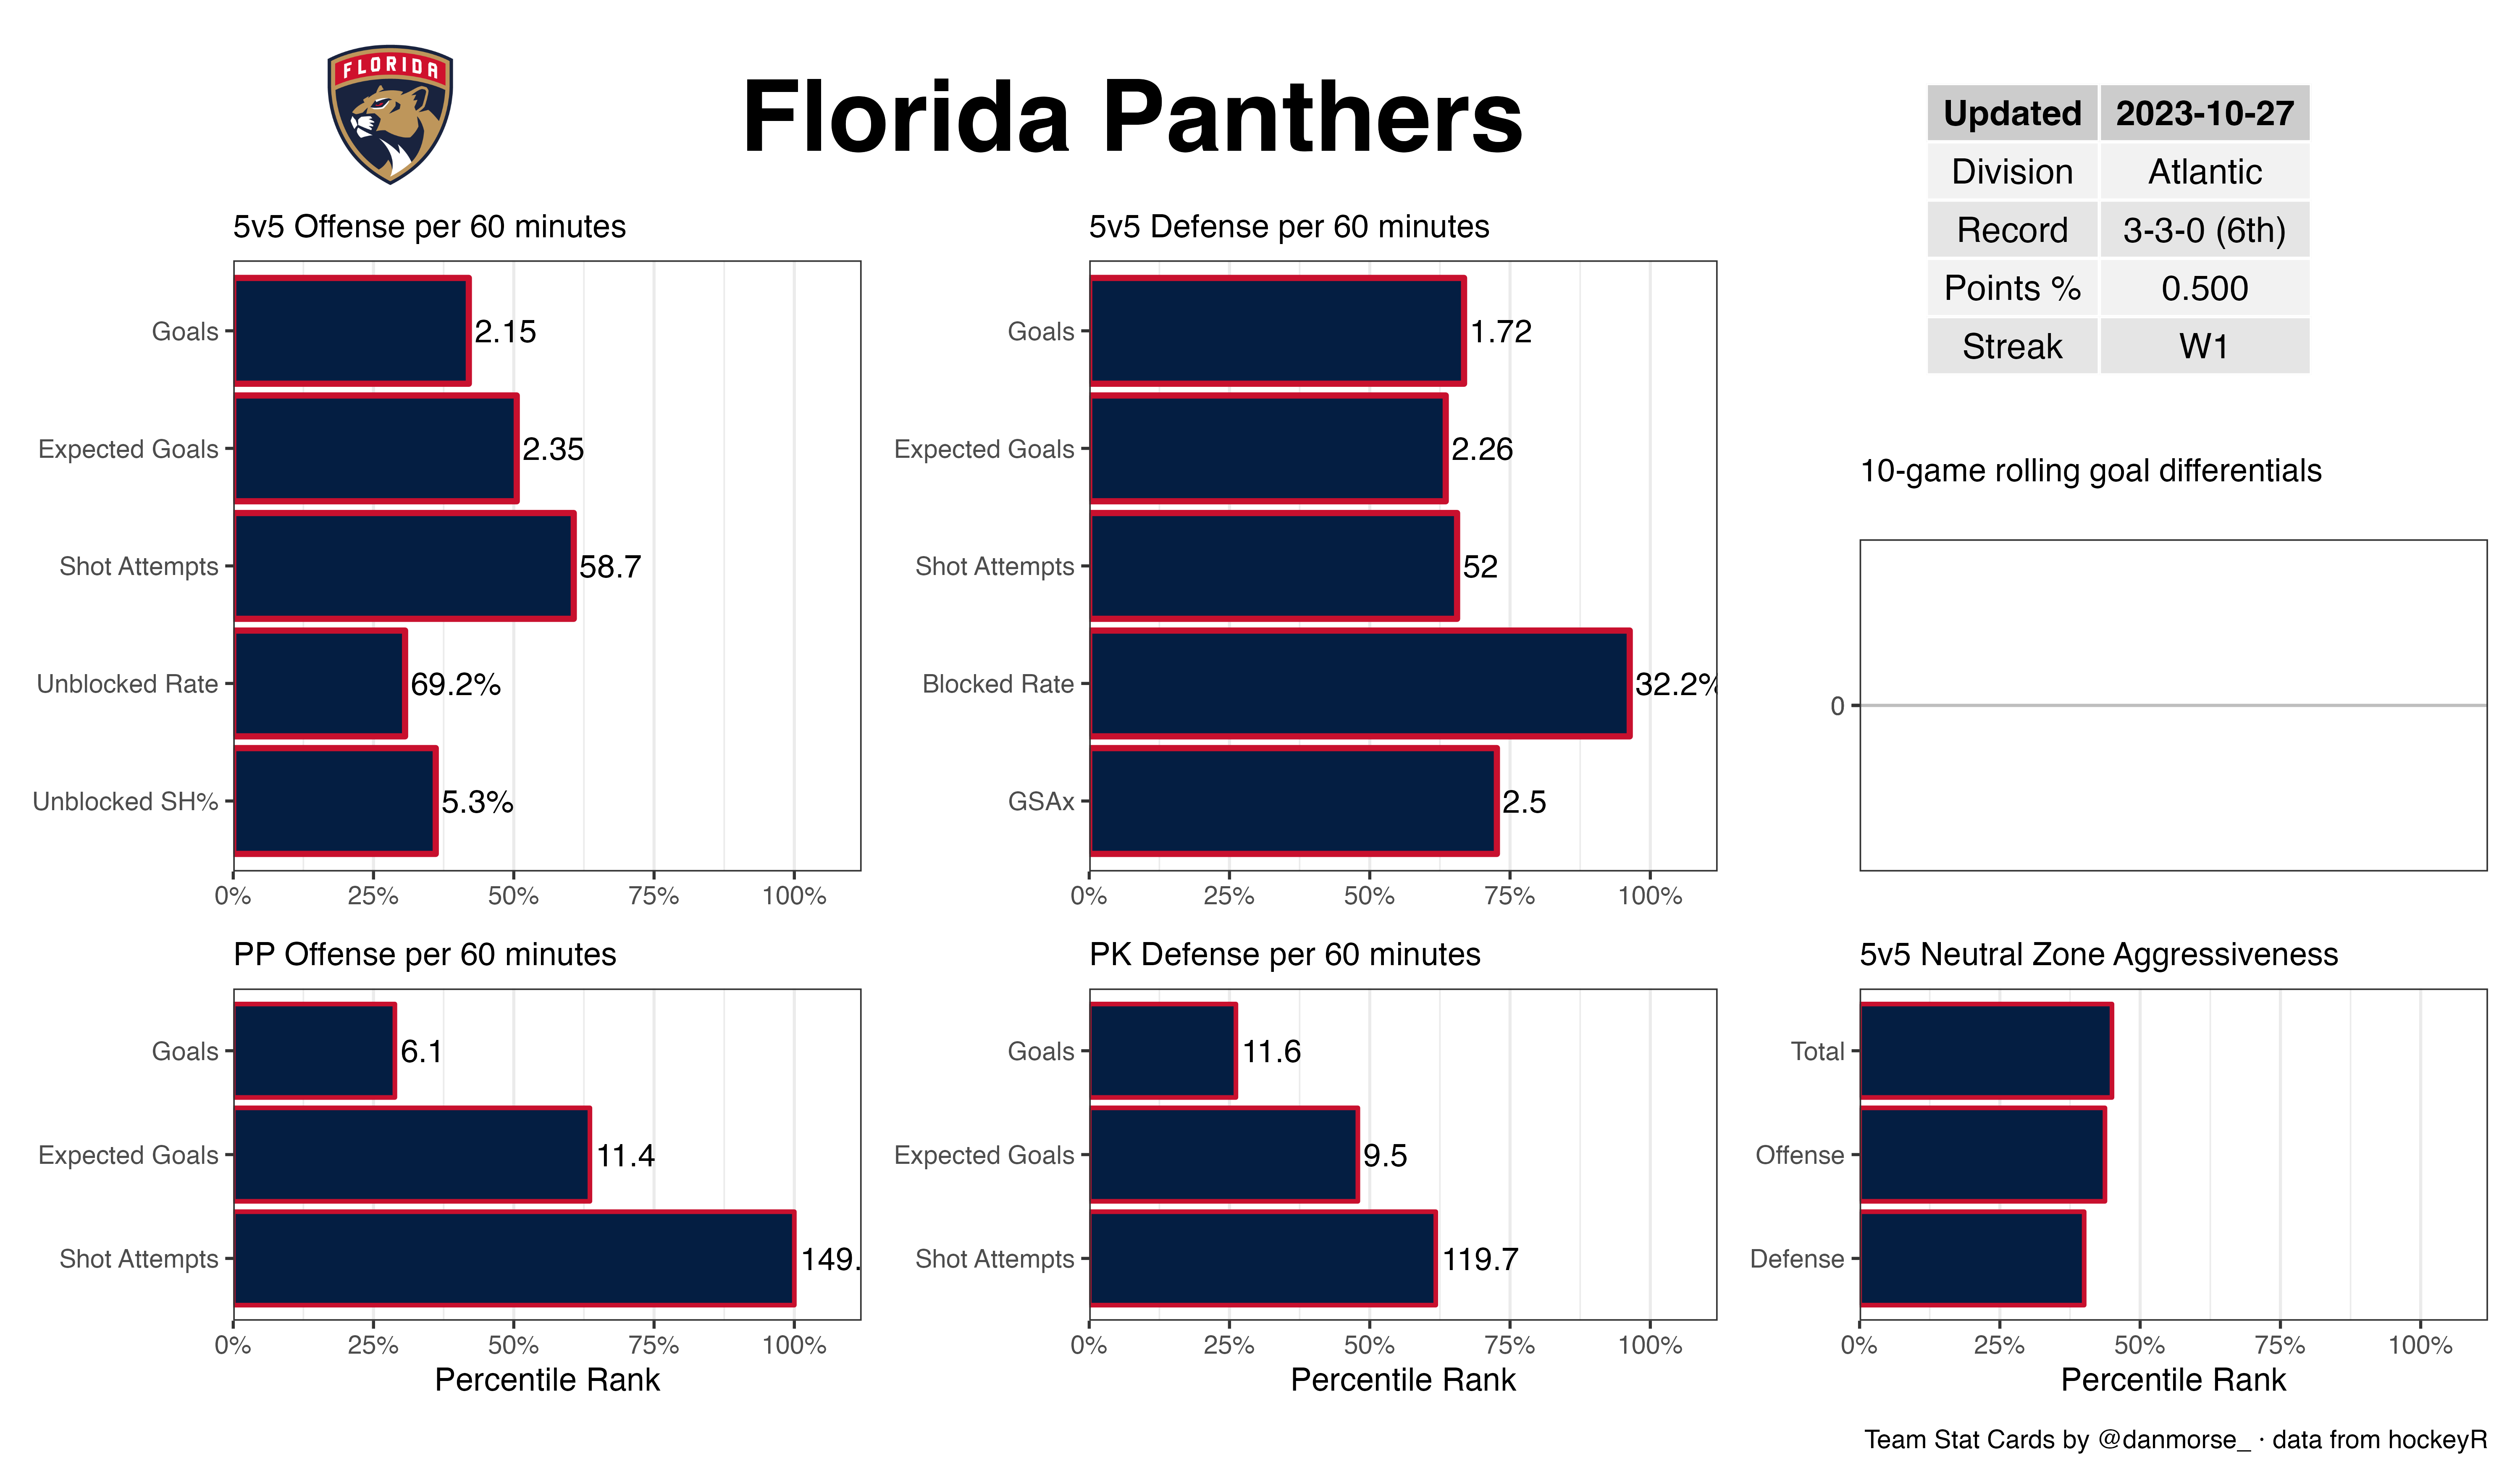 FLORIDA
Florida Panthers
Updated 2023-10-27
Division Atlantic
Record 3-3-0 (6th)
Points % 0.500
Streak W1
5v5 Offense per 60 minutes
Goals 2.15
Expected Goals 2.35
Shot Attempts 58.7
Unblocked Rate 69.2%
Unblocked SH% 5.3%
0% 25% 50% 75% 100%
5v5 Defense per 60 minutes
Goals 1.72
Expected Goals 2.26
Shot Attempts 52
Blocked Rate 32.2%
GSAx 2.5
0% 25% 50% 75% 100%
10-game rolling goal differentials
0
PP Offense per 60 minutes
Goals 6.1
Expected Goals 11.4
Shot Attempts 149.
0% 25% 50% 75% 100%
Percentile Rank
PK Defense per 60 minutes
Goals 11.6
Expected Goals 9.5
Shot Attempts 119.7
0% 25% 50% 75% 100%
Percentile Rank
5v5 Neutral Zone Aggressiveness
Total
Offense
Defense
0% 25% 50% 75% 100%
Percentile Rank
Team Stat Cards by @danmorse_ · data from hockeyR